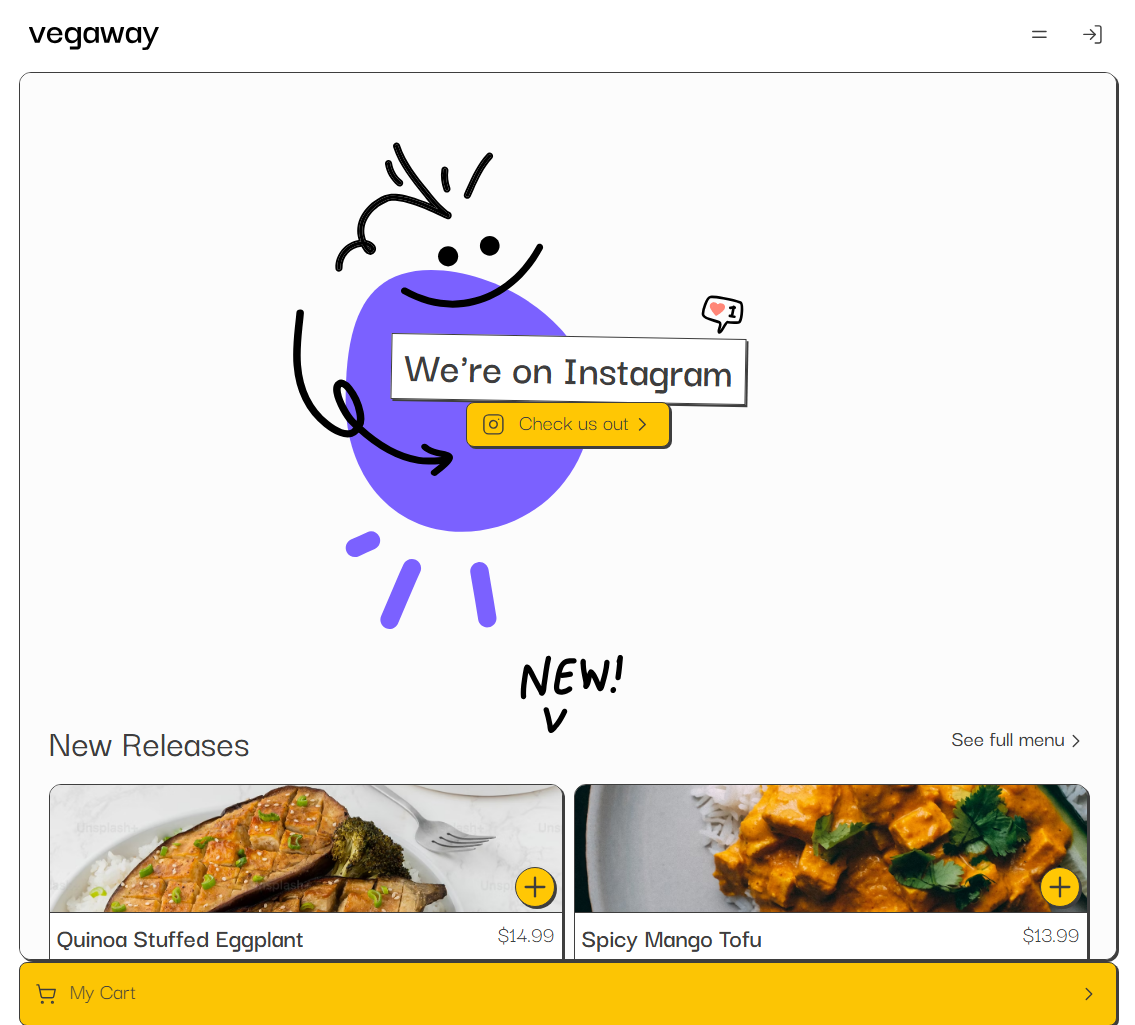 vegaway
1
We're on Instagram
Check us out
NEW!
New Releases
See full menu
Unsplash+
Unsplash+
Quinoa Stuffed Eggplant
$14.99
Spicy Mango Tofu
$13.99
My Cart